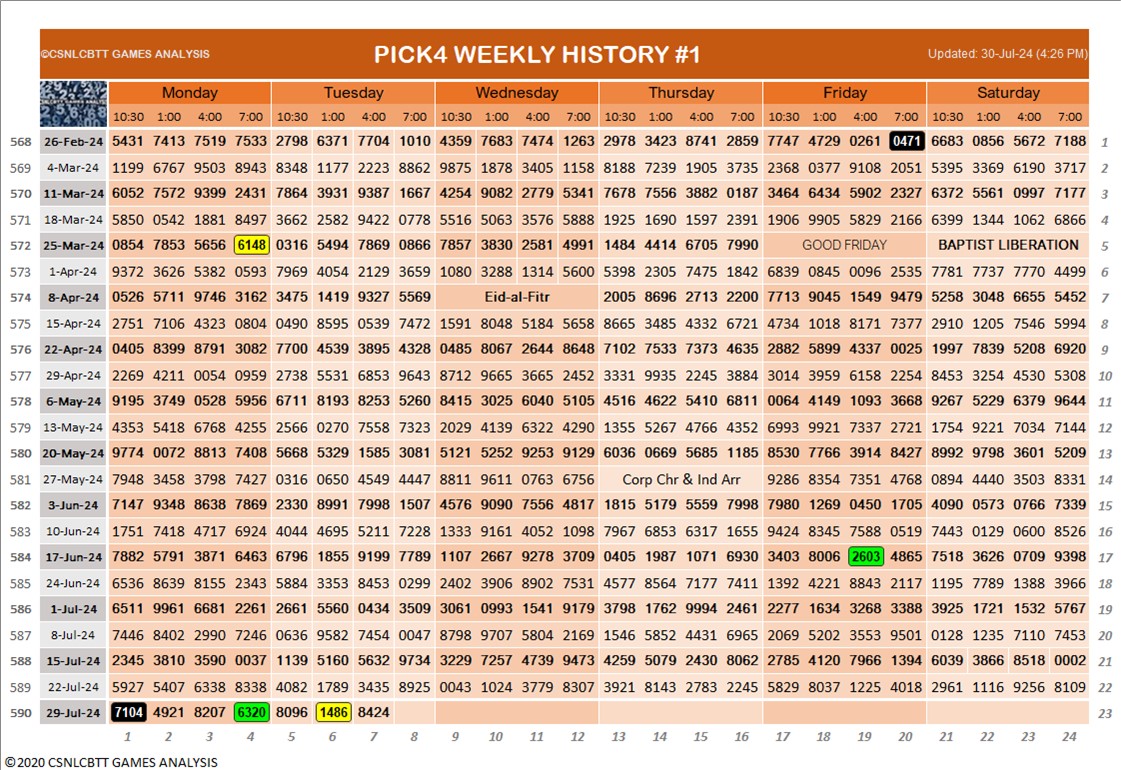 ©CSNLCBTT GAMES ANALYSIS PICK4 WEEKLY HISTORY #1 Updated: 30-Jul-24 (4:26 PM)
Monday Tuesday Wednesday Thursday Friday Saturday
10:30 1:00 4:00 7:00 10:30 1:00 4:00 7:00 10:30 1:00 4:00 7:00 10:30 1:00 4:00 7:00 10:30 1:00 4:00 7:00 10:30 1:00 4:00 7:00
568 26-Feb-24 5431 7413 7519 7533 2798 6371 7704 1010 4359 7683 7474 1263 2978 3423 8741 2859 7747 4729 0261 0471 6683 0856 5672 7188 1
569 4-Mar-24 1199 6767 9503 8943 8348 1177 2223 8862 9875 1878 3405 1158 8188 7239 1905 3735 2368 0377 9108 2051 5395 3369 6190 3717 2
570 11-Mar-24 6052 7572 9399 2431 7864 3931 9387 1667 4254 9082 2779 5341 7678 7556 3882 0187 3464 6434 5902 2327 6372 5561 0997 7177 3
571 18-Mar-24 5850 0542 1881 8497 3662 2582 9422 0778 5516 5063 3576 5888 1925 1690 1597 2391 1906 9905 5829 2166 6399 1344 1062 6866 4
572 25-Mar-24 0854 7853 5656 6148 0316 5494 7869 0866 7857 3830 2581 4991 1484 4414 6705 7990 GOOD FRIDAY BAPTIST LIBERATION 5
573 1-Apr-24 9372 3626 5382 0593 7969 4054 2129 3659 1080 3288 1314 5600 5398 2305 7475 1842 6839 0845 0096 2535 7781 7737 7770 4499 6
574 8-Apr-24 0526 5711 9746 3162 3475 1419 9327 5569 Eid-al-Fitr 2005 8696 2713 2200 7713 9045 1549 9479 5258 3048 6655 5452 7
575 15-Apr-24 2751 7106 4323 0804 0490 8595 0539 7472 1591 8048 5184 5658 8665 3485 4332 6721 4734 1018 8171 7377 2910 1205 7546 5994 8
576 22-Apr-24 0405 8399 8791 3082 7700 4539 3895 4328 0485 8067 2644 8648 7102 7533 7373 4635 2882 5899 4337 0025 1997 7839 5208 6920 9
577 29-Apr-24 2269 4211 0054 0959 2738 5531 6853 9643 8712 9665 3665 2452 3331 9935 2245 3884 3014 3959 6158 2254 8453 3254 4530 5308 10
578 6-May-24 9195 3749 0528 5956 6711 8193 8253 5260 8415 3025 6040 5105 4516 4622 5410 6811 0064 4149 1093 3668 9267 5229 6379 9644 11
579 13-May-24 4353 5418 6768 4255 2566 0270 7558 7323 2029 4139 6322 4290 1355 5267 4766 4352 6993 9921 7337 2721 1754 9221 7034 7144 12
580 20-May-24 9774 0072 8813 7408 5668 5329 1585 3081 5121 5252 9253 9129 6036 0669 5685 1185 8530 7766 3914 8427 8992 9798 3601 5209 13
581 27-May-24 7948 3458 3798 7427 0316 0650 4549 4447 8811 9611 0763 6756 Corp Chr & Ind Arr 9286 8354 7351 4768 0894 4440 3503 8331 14
582 3-Jun-24 7147 9348 8638 7869 2330 8991 7998 1507 4576 9090 7556 4817 1815 5179 5559 7998 7980 1269 0450 1705 4090 0573 0766 7339 15
583 10-Jun-24 1751 7418 4717 6924 4044 4695 5211 7228 1333 9161 4052 1098 7967 6853 6317 1655 9424 8345 7588 0519 7443 0129 0600 8526 16
584 17-Jun-24 7882 5791 3871 6463 6796 1855 9199 7789 1107 2667 9278 3709 0405 1987 1071 6930 3403 8006 2603 4865 7518 3626 0709 9398 17
585 24-Jun-24 6536 8639 8155 2343 5884 3353 8453 0299 2402 3906 8902 7531 4577 8564 7177 7411 1392 4221 8843 2117 1195 7789 1388 3966 18
586 1-Jul-24 6511 9961 6681 2261 2661 5560 0434 3509 3061 0993 1541 9179 3798 1762 9994 2461 2277 1634 3268 3388 3925 1721 1532 5767 19
587 8-Jul-24 7446 8402 2990 7246 0636 9582 7454 0047 8798 9707 5804 2169 1546 5852 4431 6965 2069 5202 3553 9501 0128 1235 7110 7453 20
588 15-Jul-24 2345 3810 3590 0037 1139 5160 5632 9734 3229 7257 4739 9473 4259 5079 2430 8062 2785 4120 7966 1394 6039 3866 8518 0002 21
589 22-Jul-24 5927 5407 6338 8338 4082 1789 3435 8925 0043 1024 3779 8307 3921 8143 2783 2245 5829 8037 1225 4018 2961 1116 9256 8109 22
590 29-Jul-24 7104 4921 8207 6320 8096 1486 8424 23
1 2 3 4 5 6 7 8 9 10 11 12 13 14 15 16 17 18 19 20 21 22 23 24
©2020 CSNLCBTT GAMES ANALYSIS